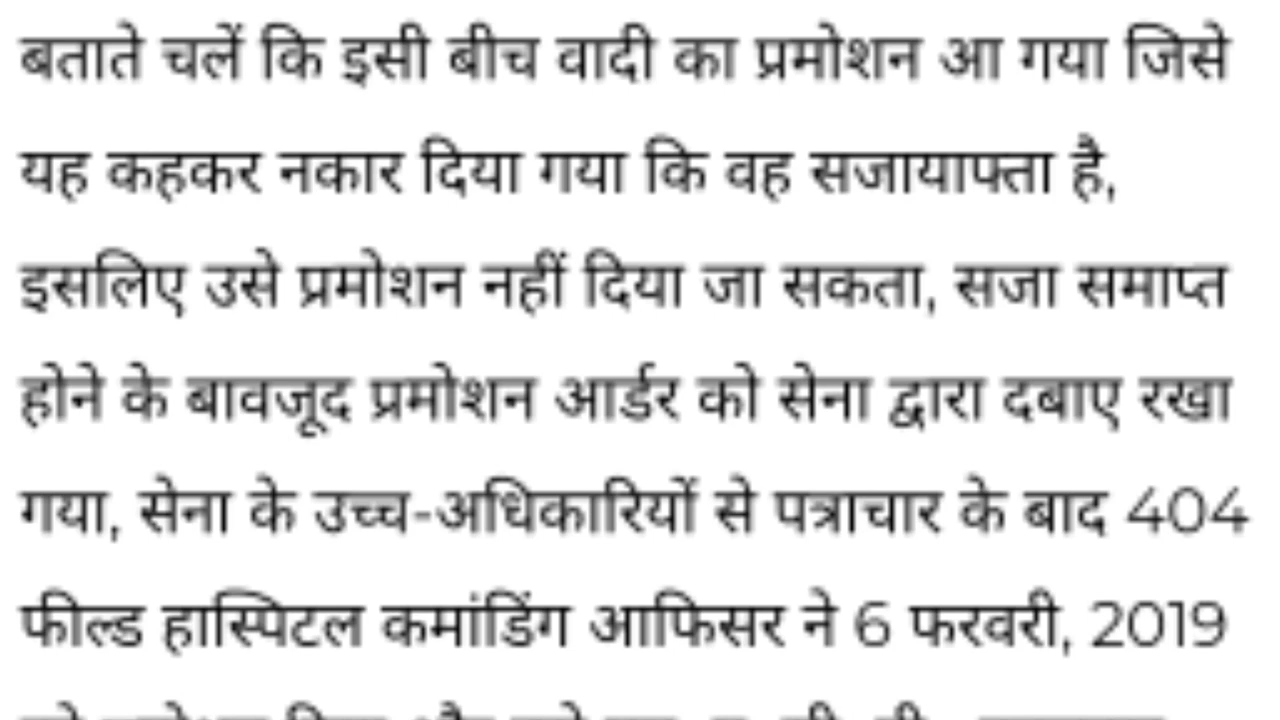 बताते चलें कि इसी बीच वादी का प्रमोशन आ गया जिसे
यह कहकर नकार दिया गया कि वह सजायाफ्ता है,
इसलिए उसे प्रमोशन नहीं दिया जा सकता, सजा समाप्त
होने के बावजूद प्रमोशन आर्डर को सेना द्वारा दबाए रखा
गया, सेना के उच्च-अधिकारियों से पत्राचार के बाद 404
फील्ड हास्पिटल कमांडिंग आफिसर ने 6 फरवरी, 2019